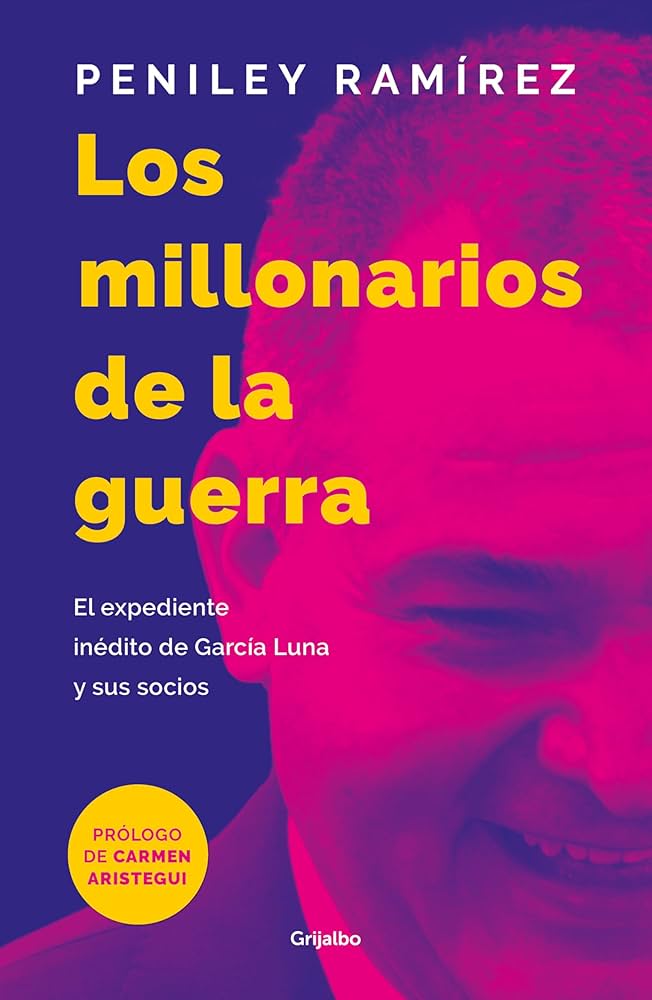 PENILEY RAMÍREZ
Los
millonarios
de la
guerra
El expediente
inédito de García Luna
y sus socios
PRÓLOGO
DE CARMEN
ARISTEGUI
Grijalbo